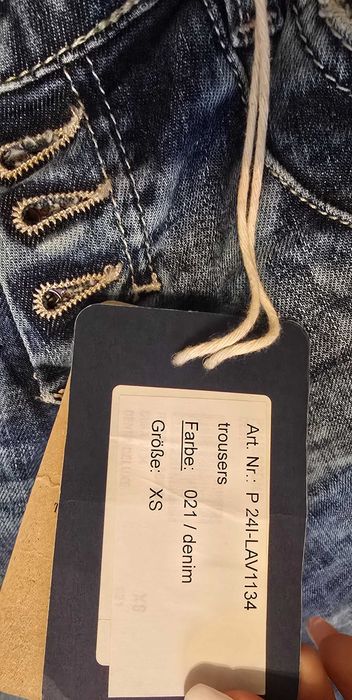 Art. Nr.: P 24I-LAV1134
trousers
Farbe: 021 / denim
Größe: XS